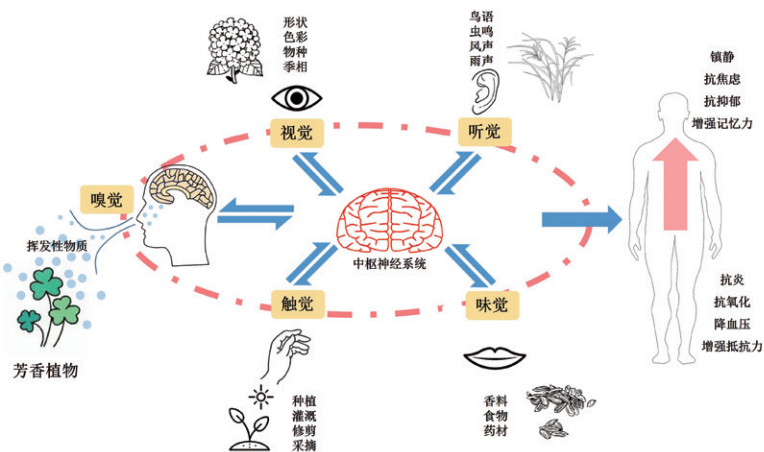 形状
色彩
物种
季相
鸟语
虫鸣
风声
雨声
镇静
抗焦虑
抗抑郁
增强记忆力
视觉
听觉
嗅觉
挥发性物质
芳香植物
中枢神经系统
触觉
味觉
种植
灌溉
修剪
采摘
香料
食物
药材
抗炎
抗氧化
降血压
增强抵抗力